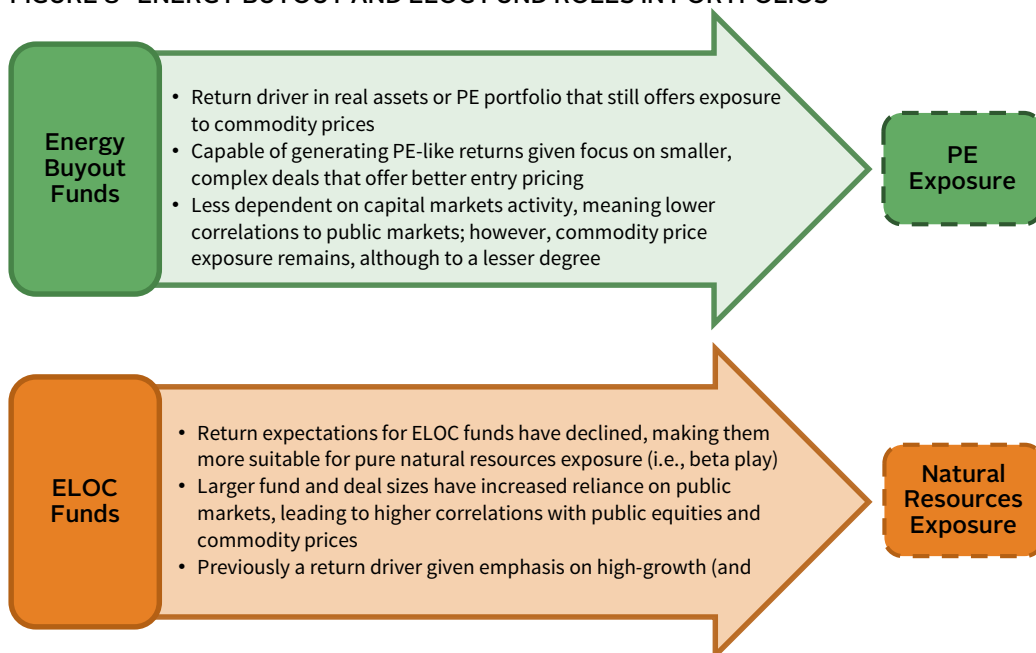 Energy
Buyout
Funds
• Return driver in real assets or PE portfolio that still offers exposure
to commodity prices
• Capable of generating PE-like returns given focus on smaller,
complex deals that offer better entry pricing
• Less dependent on capital markets activity, meaning lower
correlations to public markets; however, commodity price
exposure remains, although to a lesser degree
PE
Exposure
ELOC
Funds
• Return expectations for ELOC funds have declined, making them
more suitable for pure natural resources exposure (i.e., beta play)
• Larger fund and deal sizes have increased reliance on public
markets, leading to higher correlations with public equities and
commodity prices
• Previously a return driver given emphasis on high-growth (and
Natural
Resources
Exposure